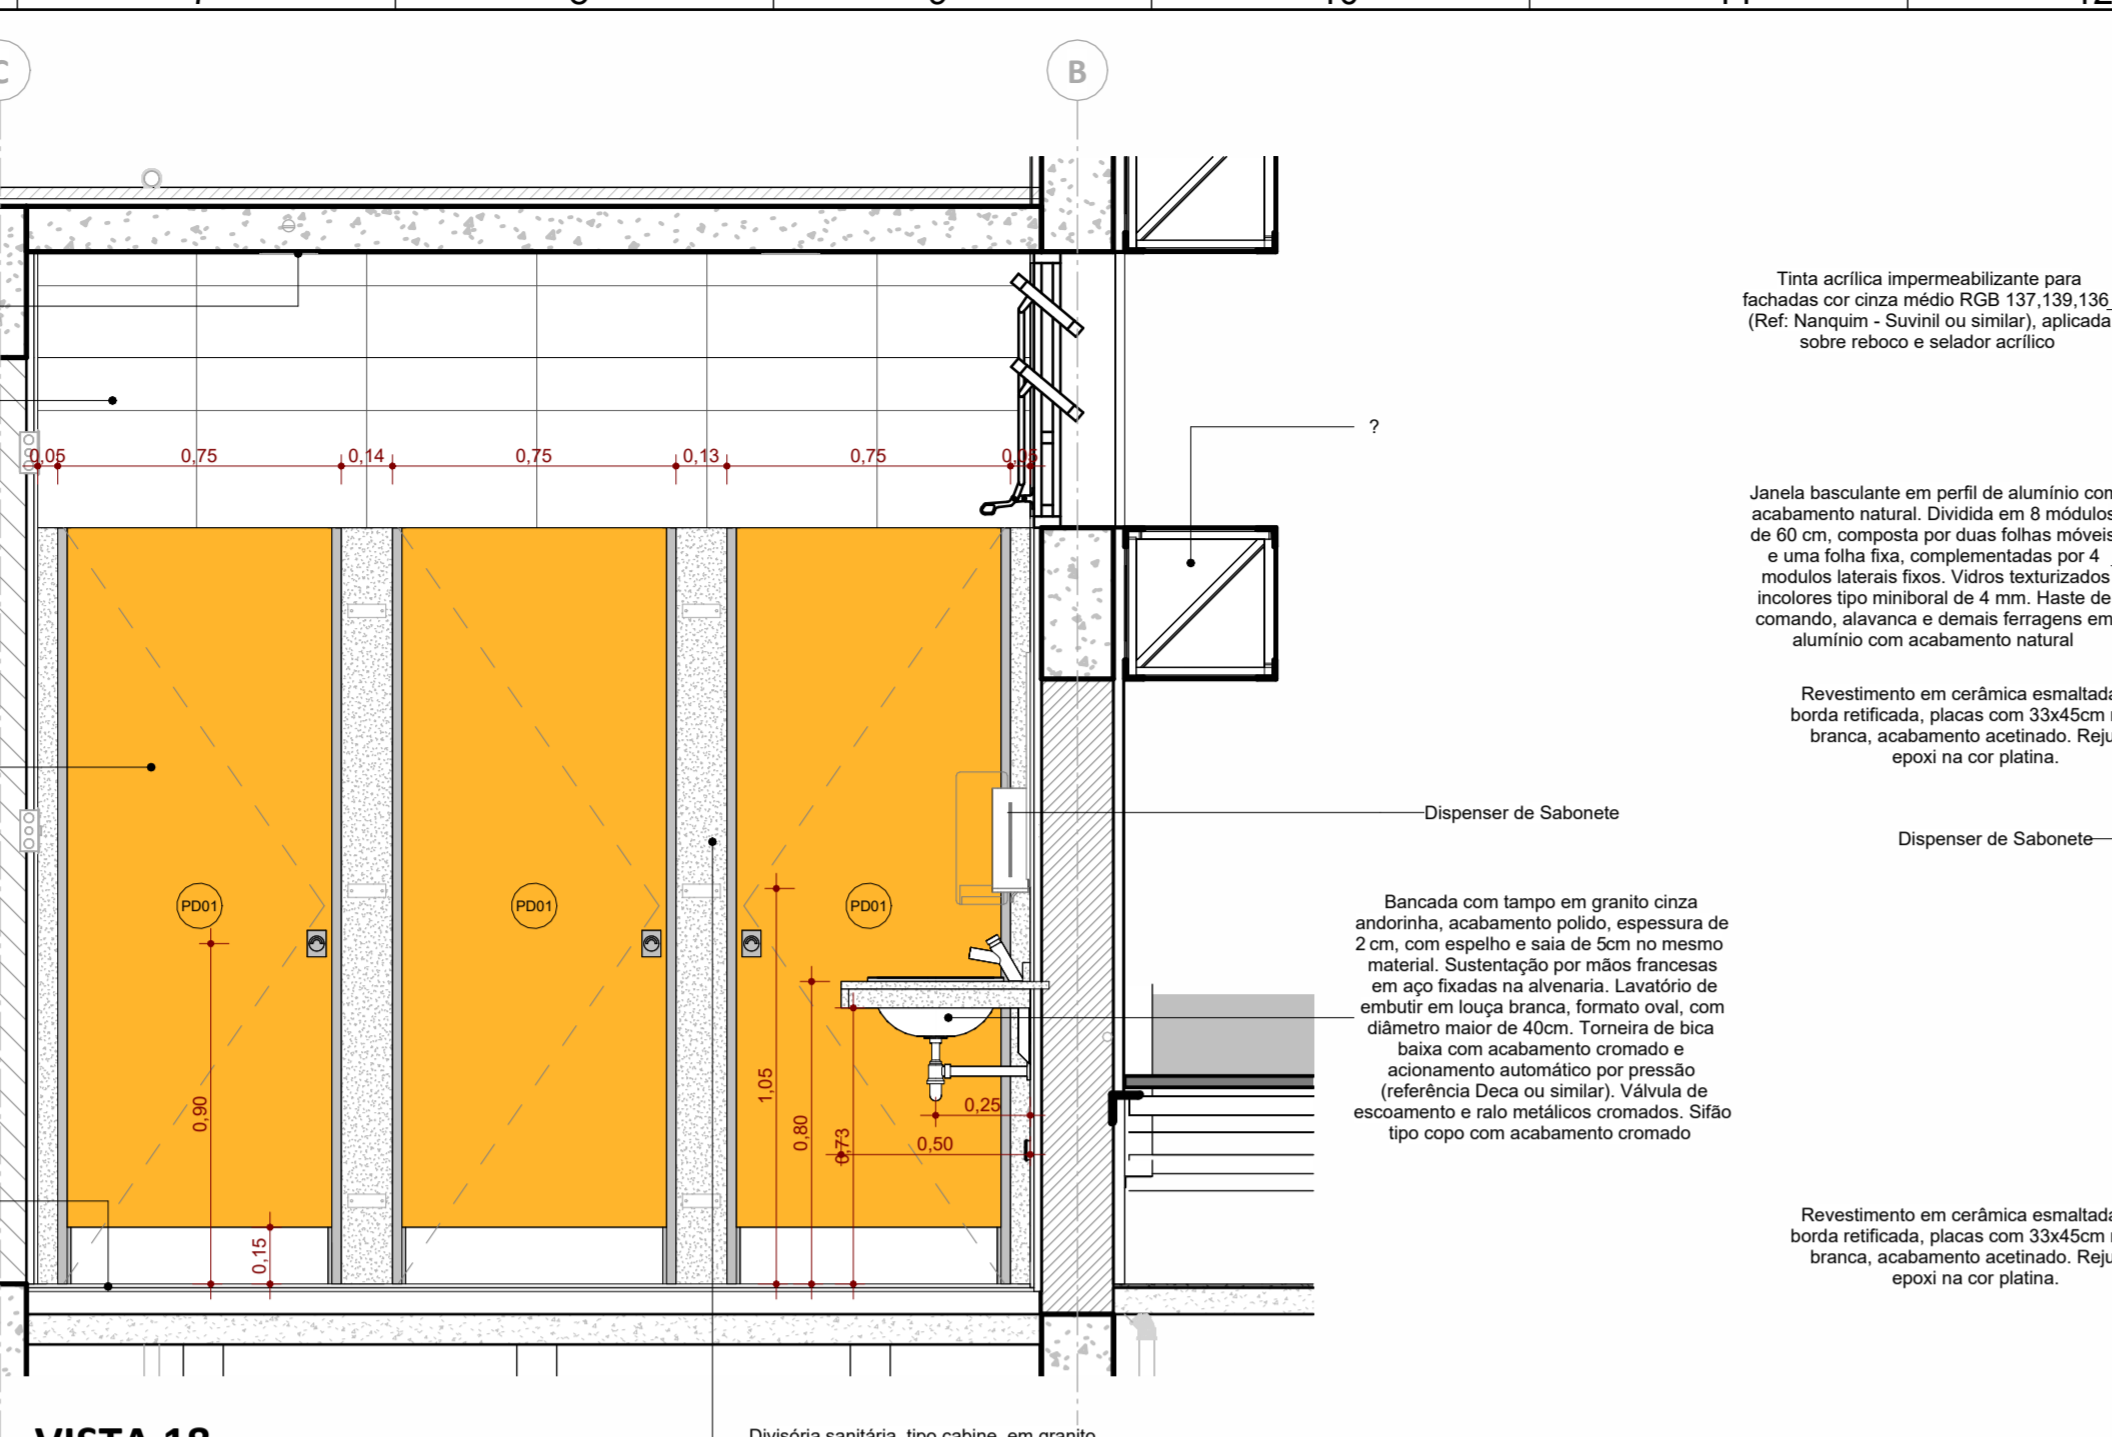 C
B
Tinta acrílica impermeabilizante para
fachadas cor cinza médio RGB 137,139,136
(Ref: Nanquim - Suvinil ou similar), aplicada
sobre reboco e selador acrílico
?
0,05
0,75
0,14
0,75
0,13
0,75
0,05
Janela basculante em perfil de alumínio com
acabamento natural. Dividida em 8 módulos
de 60 cm, composta por duas folhas móveis
e uma folha fixa, complementadas por 4
modulos laterais fixos. Vidros texturizados
incolores tipo miniboral de 4 mm. Haste de
comando, alavanca e demais ferragens em
alumínio com acabamento natural
Revestimento em cerâmica esmaltada
borda retificada, placas com 33x45cm
branca, acabamento acetinado.
epoxi na cor platina.
Dispenser de Sabonete
Dispenser de Sabonete
PD01
PD01
PD01
Bancada com tampo em granito cinza
andorinha, acabamento polido, espessura de
2 cm, com espelho e saia de 5cm no mesmo
material. Sustentação por mãos francesas
em aço fixadas na alvenaria. Lavatório de
embutir em louça branca, formato oval, com
diâmetro maior de 40cm. Torneira de bica
baixa com acabamento cromado e
acionamento automático por pressão
(referência Deca ou similar). Válvula de
escoamento e ralo metálicos cromados. Sifão
tipo copo com acabamento cromado
0,90
0,15
1,05
0,80
0,73
0,25
0,50
Revestimento em cerâmica esmaltada
borda retificada, placas com 33x45cm
branca, acabamento acetinado.
epoxi na cor platina.
VISTA 18
Divisória sanitária, tipo cabine, em granito